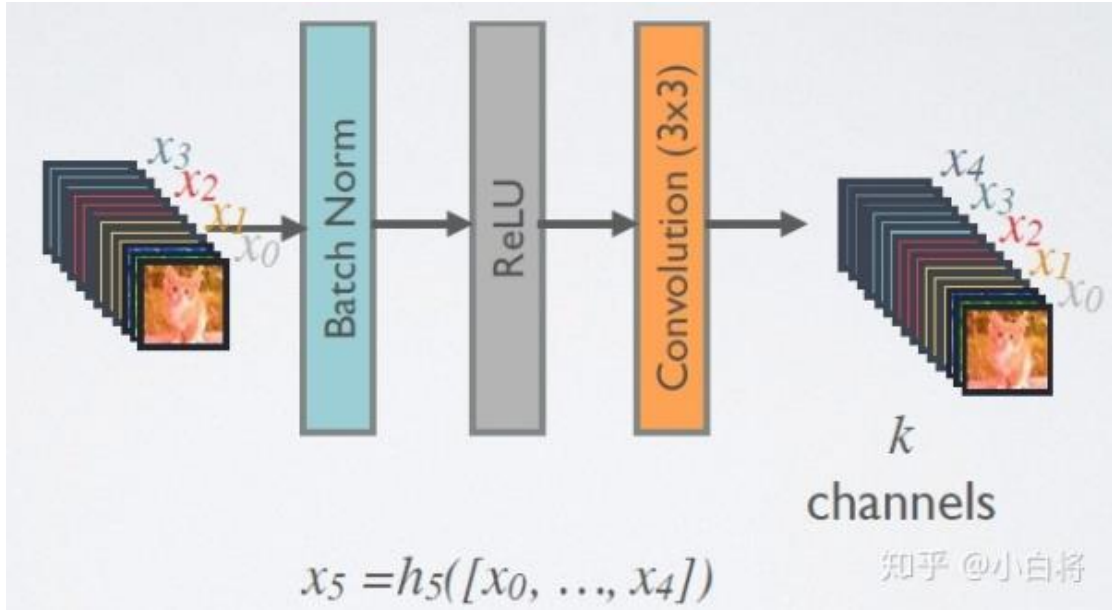 x3
x2
x1
x0
Batch Norm
ReLU
Convolution (3x3)
x4
x3
x2
x1
x0
k
channels
x5 =h5([x0, ..., x4])
知乎 @小白将